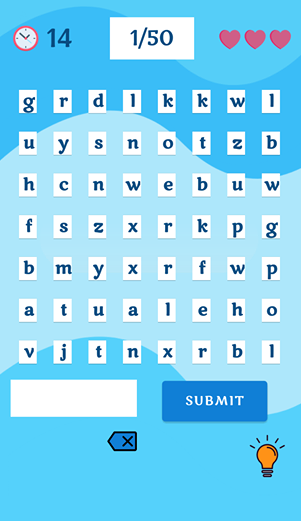 14 1/50
g r d l k k w l
u y s n o t z b
h c n w e b u w
f s z x r k p g
b m y x r f w p
a t u a l e h o
v j t n x r b l
SUBMIT